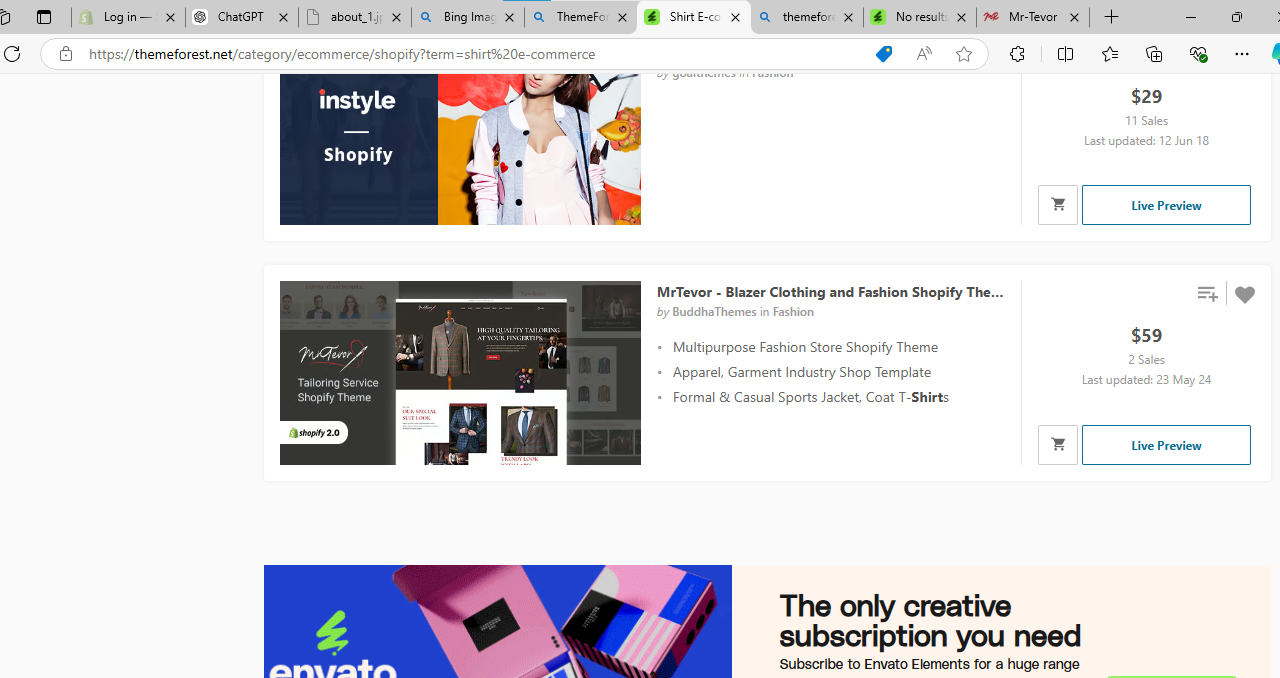 Log in —
ChatGPT
about_1.j
Bing Imag
ThemeFor
Shirt E-co
themefore
No results
Mr-Tevor
https://themeforest.net/category/ecommerce/shopify?term=shirt%20e-commerce
by goalthemes in Fashion
instyle
Shopify
$29
11 Sales
Last updated: 12 Jun 18
Live Preview
MrTevor - Blazer Clothing and Fashion Shopify The...
by BuddhaThemes in Fashion
• Multipurpose Fashion Store Shopify Theme
• Apparel, Garment Industry Shop Template
• Formal & Casual Sports Jacket, Coat T-Shirts
MrTevor
Tailoring Service
Shopify Theme
shopify 2.0
HIGH QUALITY TAILORING
AT YOUR FINGERTIPS
OUR SPECIAL
SUIT LOOK
$59
2 Sales
Last updated: 23 May 24
Live Preview
envato
The only creative
subscription you need
Subscribe to Envato Elements for a huge range